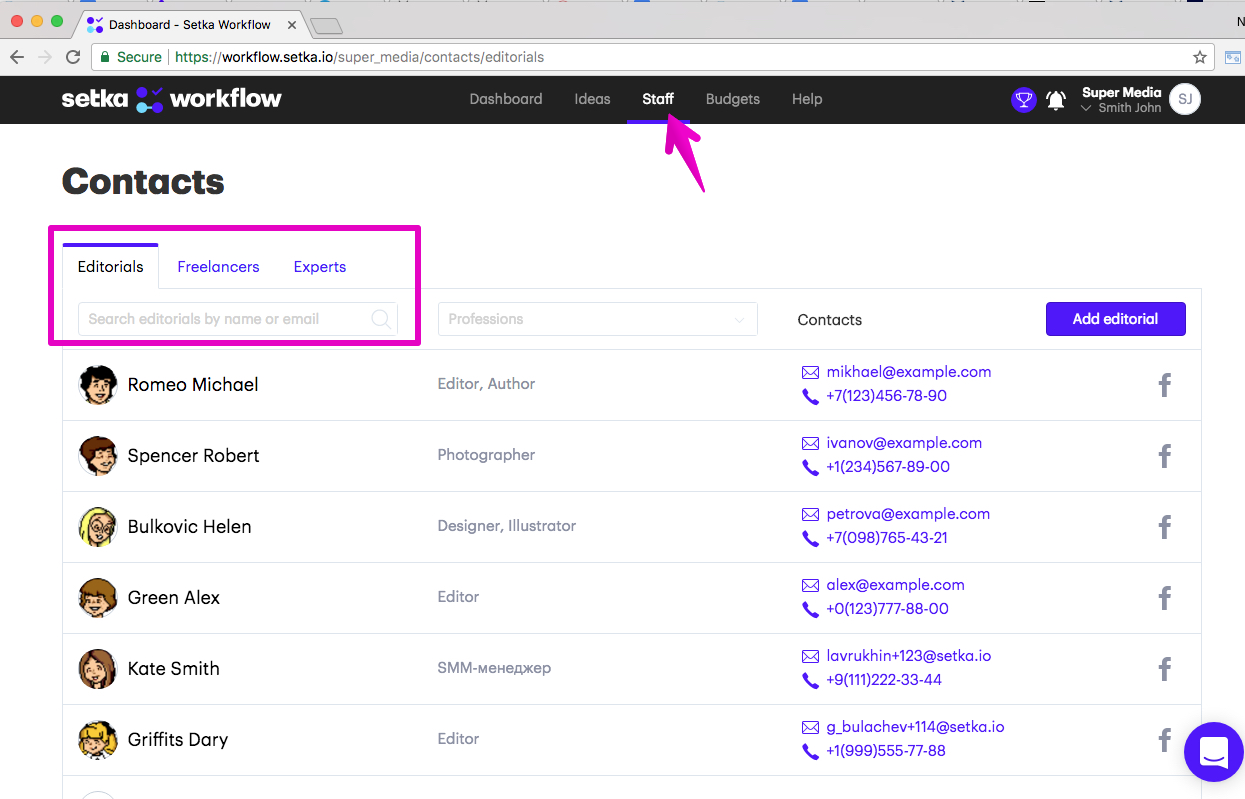 Dashboard - Setka Workflow
N
Secure https://workflow.setka.io/super_media/contacts/editorials
setka workflow
Dashboard Ideas Staff Budgets Help
Super Media
Smith John
SJ
Contacts
Editorials Freelancers Experts
Search editorials by name or email
Professions
Contacts
Add editorial
Romeo Michael
Editor, Author
mikhael@example.com
+7(123)456-78-90
Spencer Robert
Photographer
ivanov@example.com
+1(234)567-89-00
Bulkovic Helen
Designer, Illustrator
petrova@example.com
+7(098)765-43-21
Green Alex
Editor
alex@example.com
+0(123)777-88-00
Kate Smith
SMM-менеджер
lavrukhin+123@setka.io
+9(111)222-33-44
Griffits Dary
Editor
g_bulachev+114@setka.io
+1(999)555-77-88